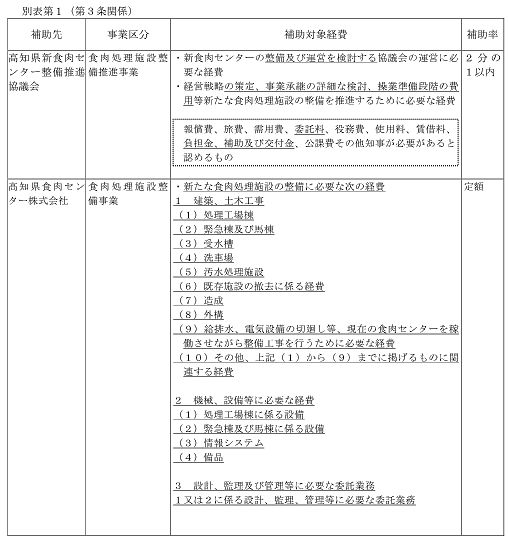 別表第１（第３条関係）
補助先
事業区分
補助対象経費
補助率
高知県新食肉セ
ンター整備推進
協議会
食肉処理施設整
備推進事業
・新食肉センターの整備及び運営を検討する協議会の運営に必
要な経費
・経営戦略の策定、事業承継の詳細な検討、操業準備段階の費
用等新たな食肉処理施設の整備を推進するために必要な経費
報償費、旅費、需用費、委託料、役務費、使用料、賃借料、
負担金、補助及び交付金、公課費その他知事が必要があると
認めるもの
２分の
１以内
高知県食肉セン
ター株式会社
食肉処理施設整
備事業
・新たな食肉処理施設の整備に必要な次の経費
１　建築、土木工事
（１）処理工場棟
（２）緊急棟及び馬棟
（３）受水槽
（４）洗車場
（５）汚水処理施設
（６）既存施設の撤去に係る経費
（７）造成
（８）外構
（９）給排水、電気設備の切廻し等、現在の食肉センターを稼
働させながら整備工事を行うために必要な経費
（１０）その他、上記（１）から（９）までに掲げるものに関
連する経費
２　機械、設備等に必要な経費
（１）処理工場棟に係る設備
（２）緊急棟及び馬棟に係る設備
（３）情報システム
（４）備品
３　設計、監理及び管理等に必要な委託業務
１又は２に係る設計、監理、管理等に必要な委託業務
定額